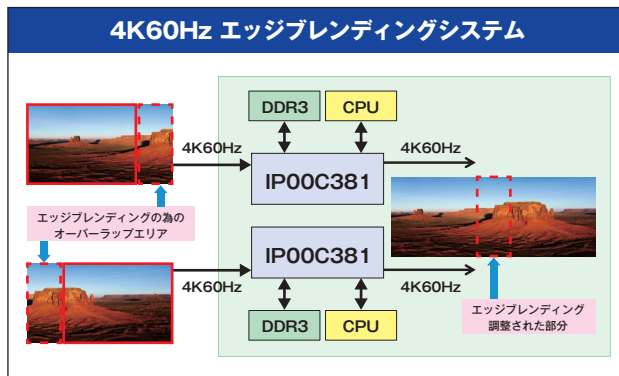 4K60Hz エッジブレンディングシステム
DDR3
CPU
4K60Hz
4K60Hz
IP00C381
エッジブレンディングの為の
オーバーラップエリア
IP00C381
4K60Hz
4K60Hz
DDR3
CPU
エッジブレンディング
調整された部分